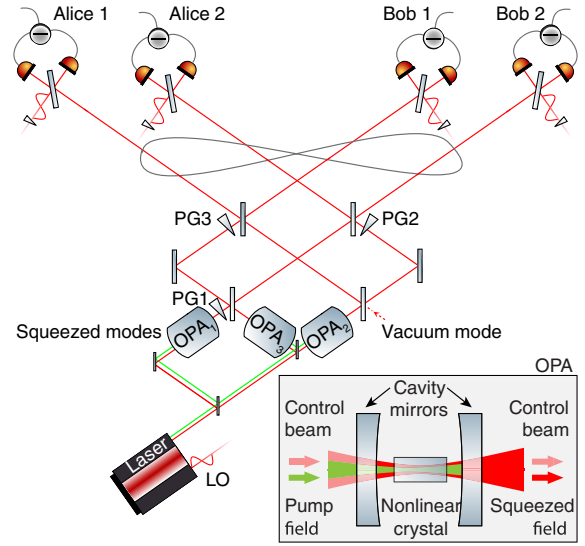 Alice 1
Alice 2
Bob 1
Bob 2
PG3
PG2
PG1
Squeezed modes
OPA1
OPA3
OPA2
Vacuum mode
Laser
LO
OPA
Cavity
mirrors
Control
beam
Control
beam
Pump
field
Nonlinear
crystal
Squeezed
field